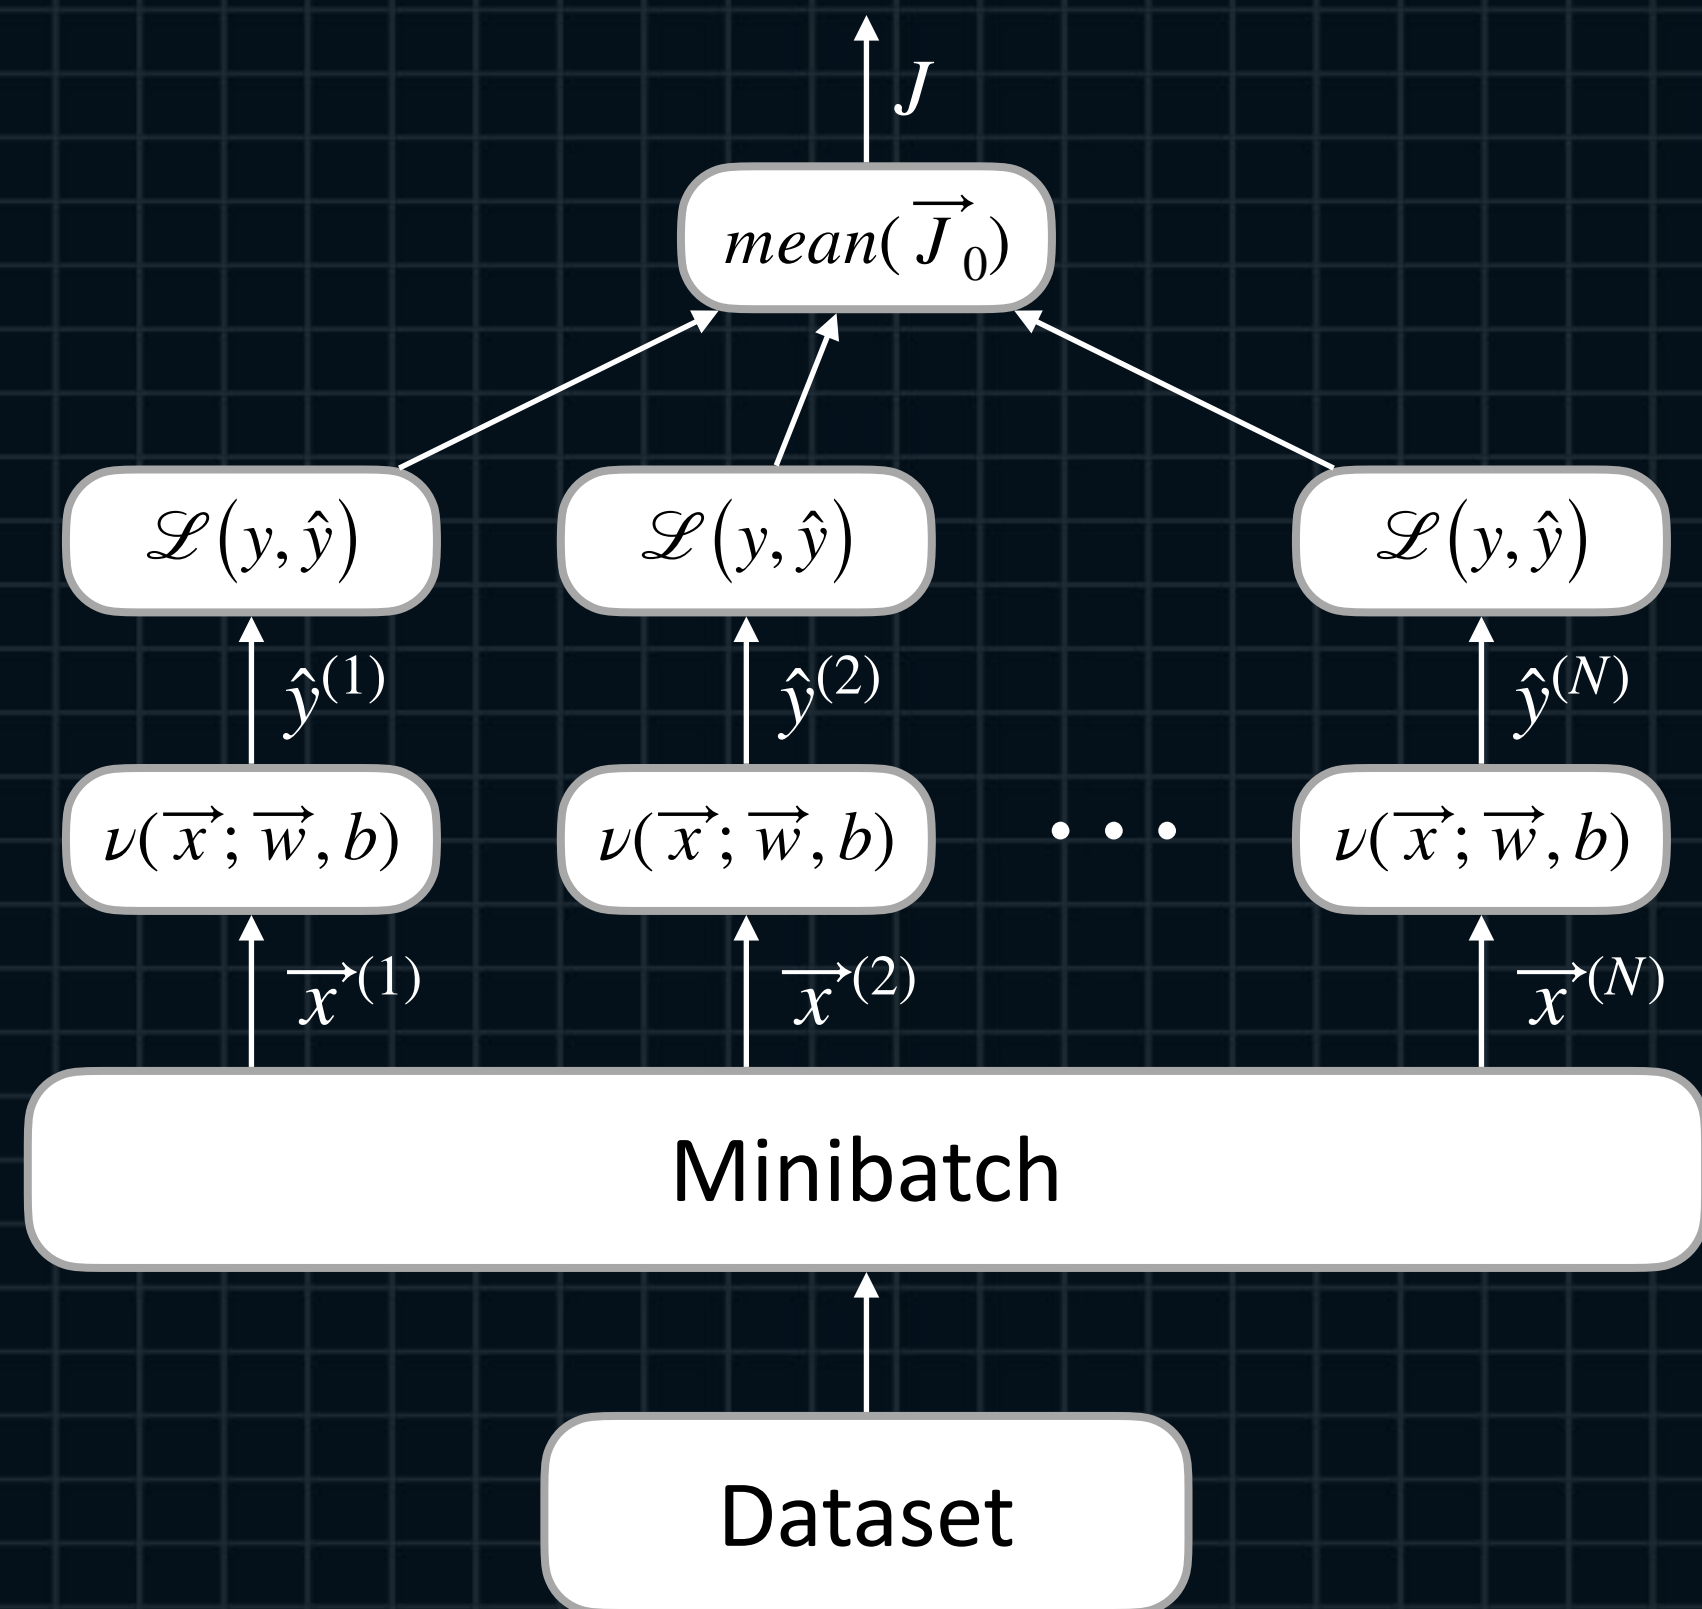 J
mean(J⃗₀)
ℒ(y, ŷ) ℒ(y, ŷ) ℒ(y, ŷ)
ŷ⁽¹⁾ ŷ⁽²⁾ ŷ⁽ᴺ⁾
ν(x⃗; w⃗, b) ν(x⃗; w⃗, b) • • • ν(x⃗; w⃗, b)
x⃗⁽¹⁾ x⃗⁽²⁾ x⃗⁽ᴺ⁾
Minibatch
Dataset